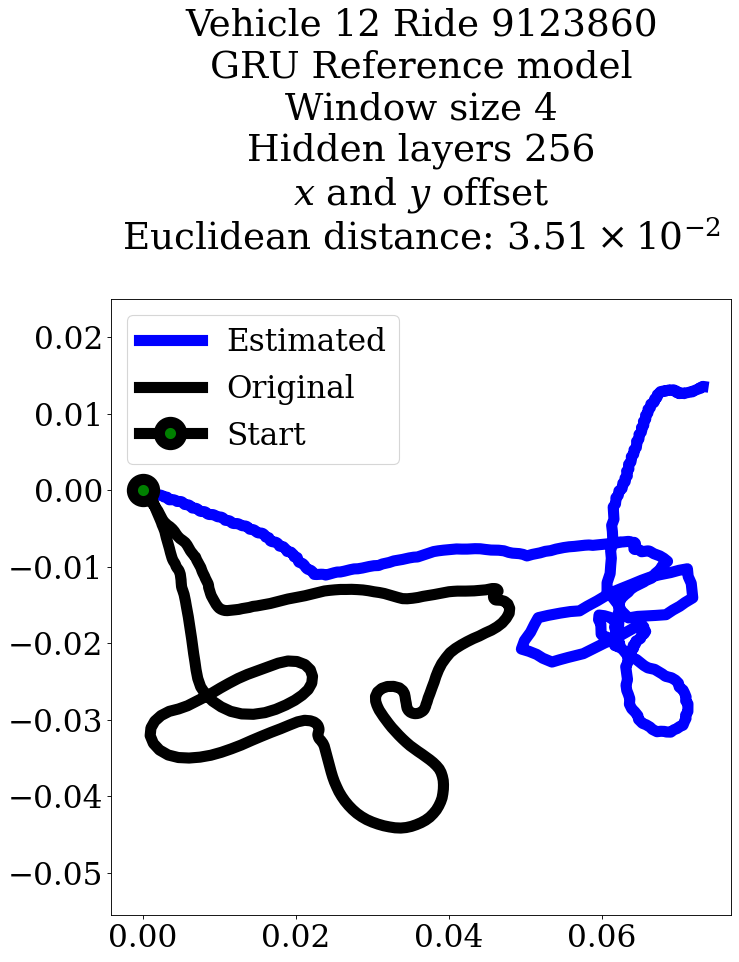 Vehicle 12 Ride 9123860
GRU Reference model
Window size 4
Hidden layers 256
x and y offset
Euclidean distance: 3.51 × 10⁻²
Estimated
Original
Start
0.02
0.01
0.00
−0.01
−0.02
−0.03
−0.04
−0.05
0.00 0.02 0.04 0.06